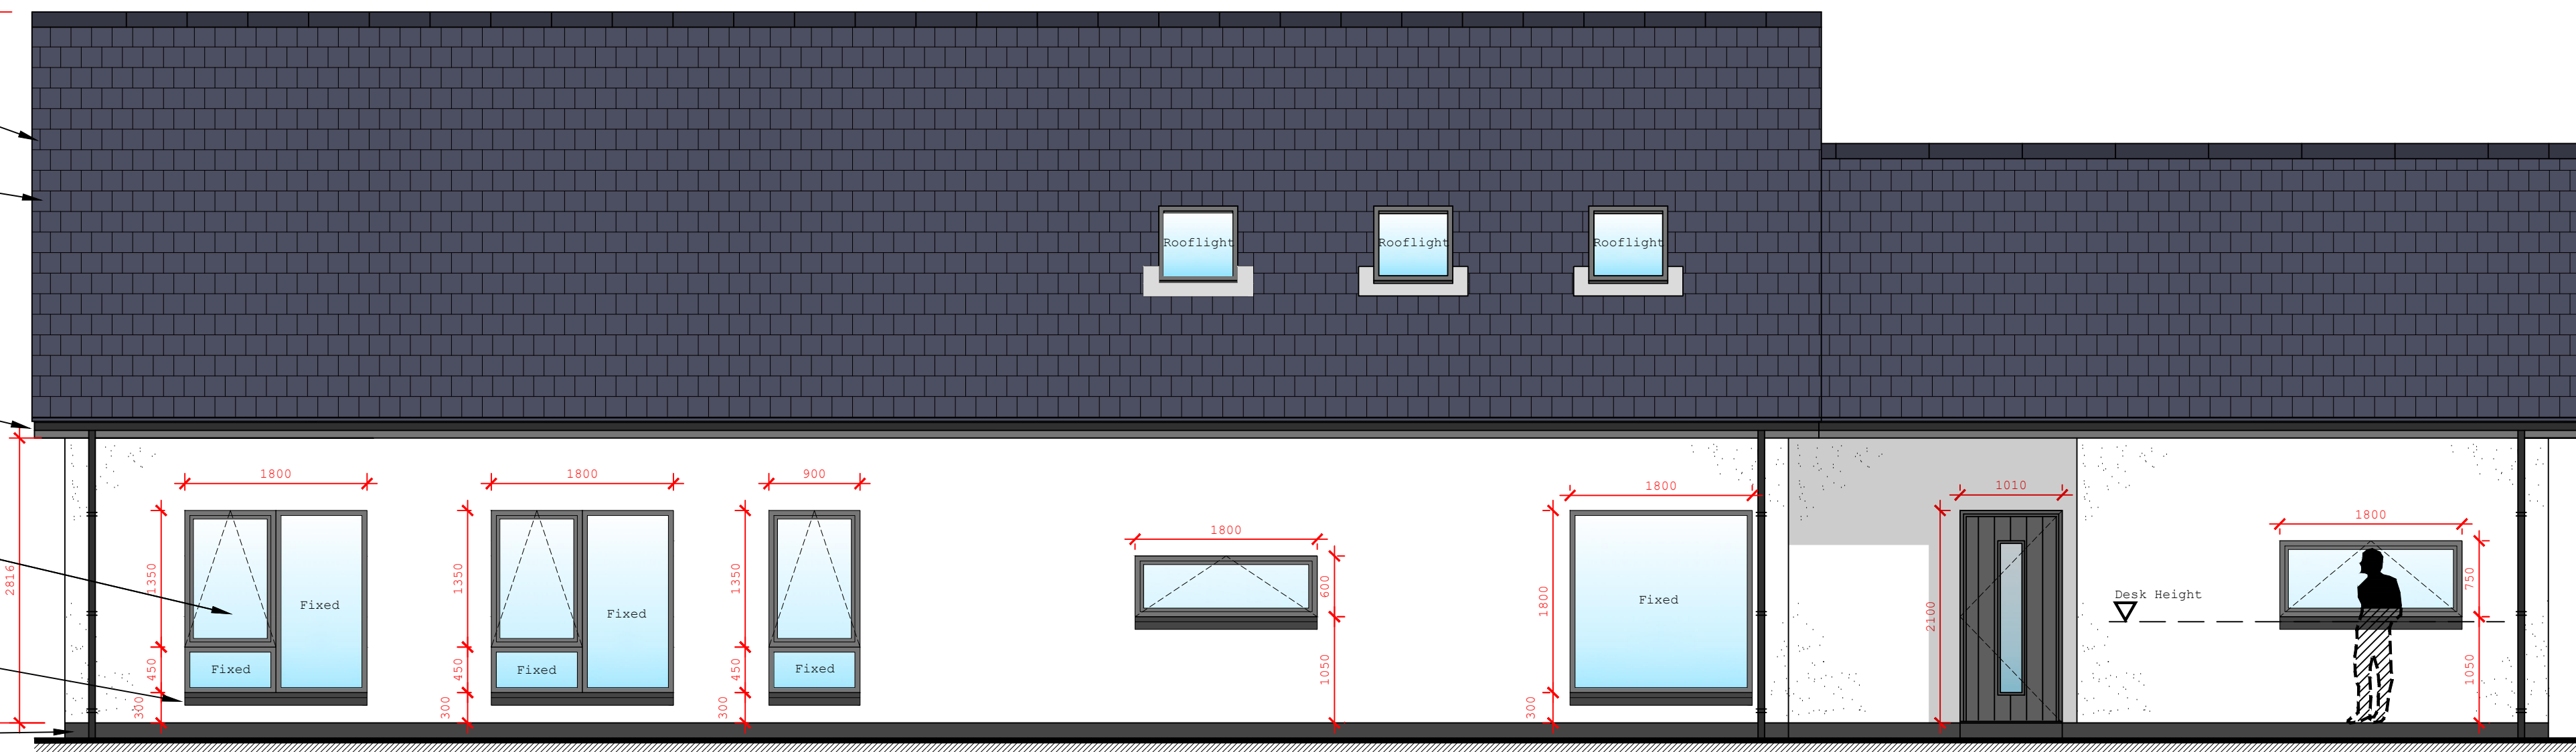 Rooflight Rooflight Rooflight
1800 1800 900 1800 1010
1800 1800
Desk Height
2816 1350 1350 1350 600 1800 2100 750
Fixed Fixed Fixed
450 Fixed 450 Fixed 450 Fixed 1050 1050
300 300 300 300